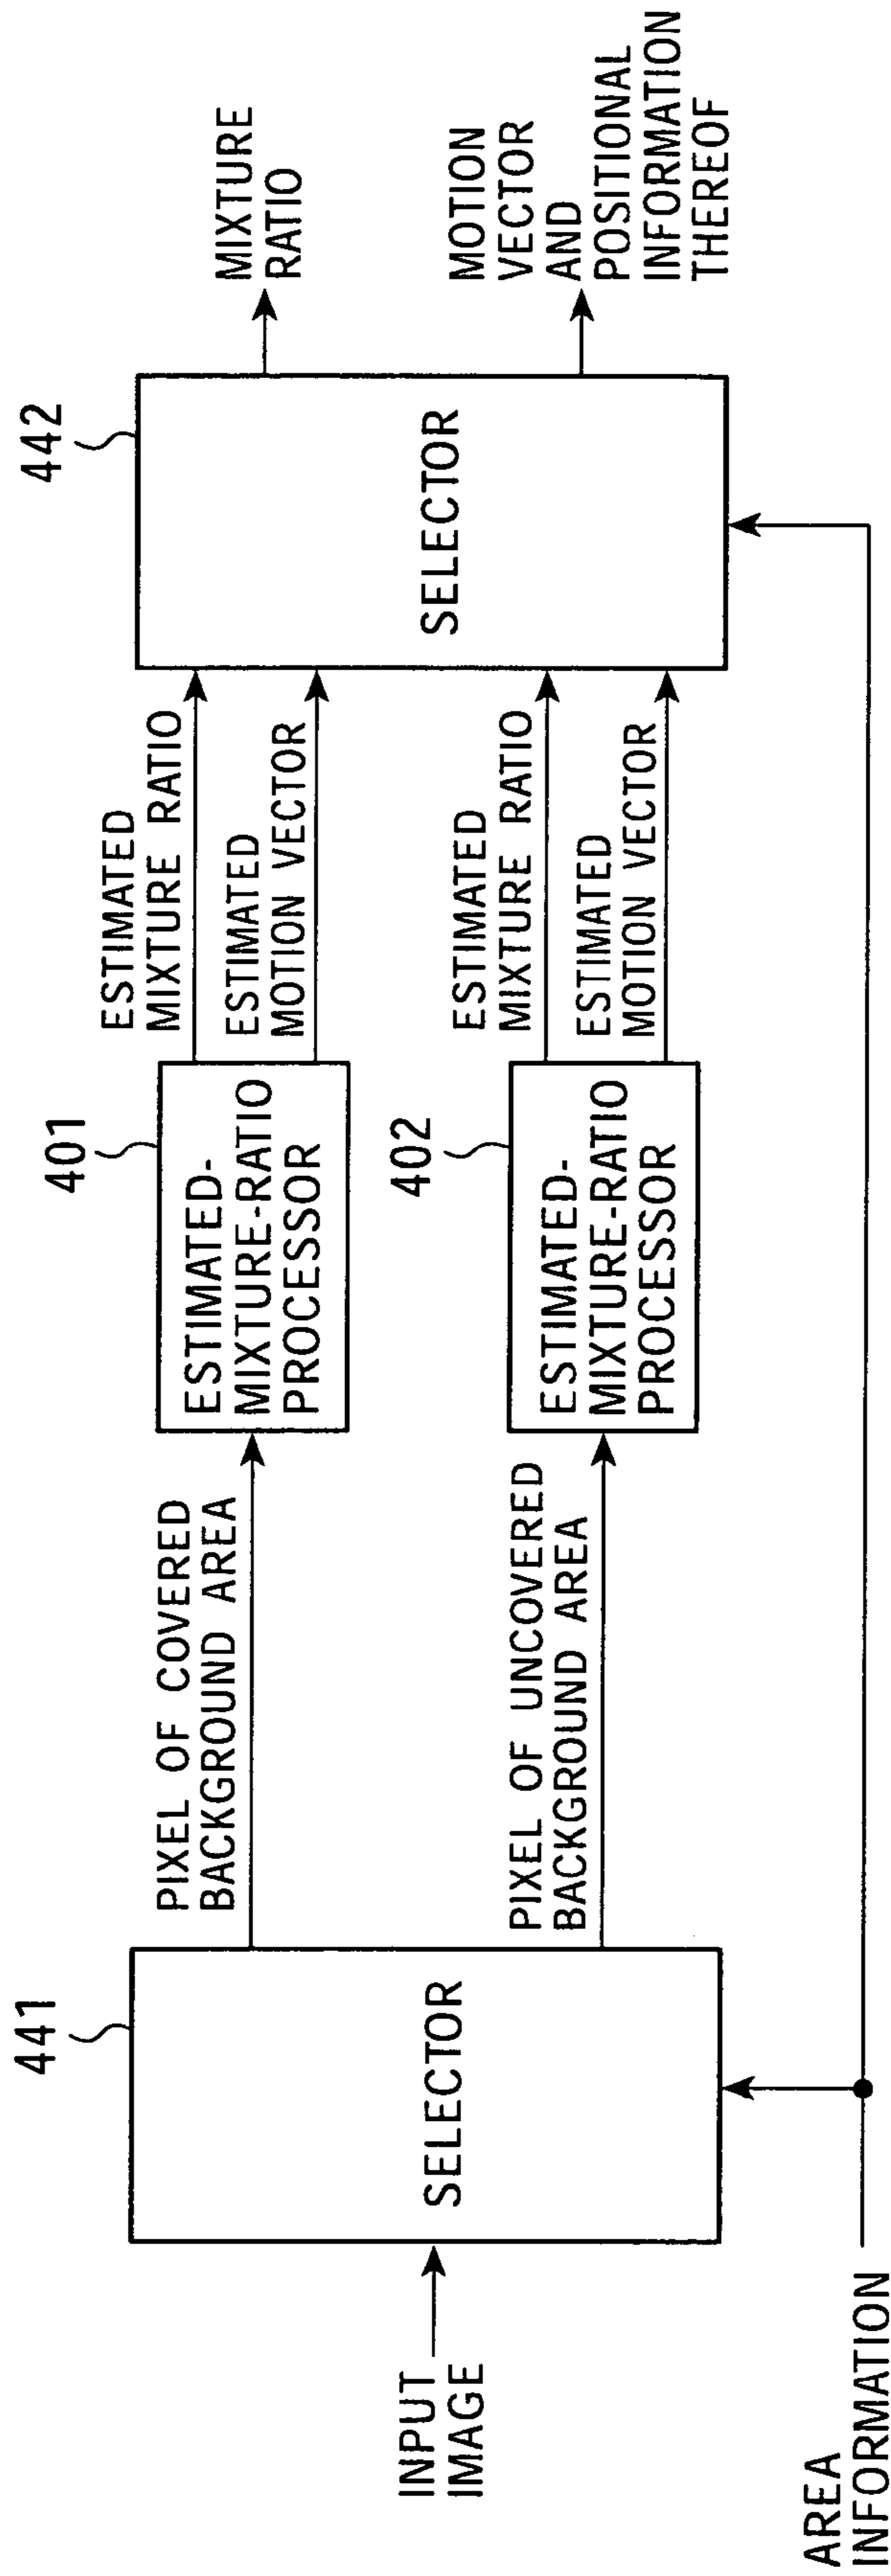 INPUT
IMAGE
AREA
INFORMATION
441
SELECTOR
PIXEL OF COVERED
BACKGROUND AREA
PIXEL OF UNCOVERED
BACKGROUND AREA
401
ESTIMATED-
MIXTURE-RATIO
PROCESSOR
402
ESTIMATED-
MIXTURE-RATIO
PROCESSOR
ESTIMATED
MIXTURE RATIO
ESTIMATED
MOTION VECTOR
ESTIMATED
MIXTURE RATIO
ESTIMATED
MOTION VECTOR
442
SELECTOR
MIXTURE
RATIO
MOTION
VECTOR
AND
POSITIONAL
INFORMATION
THEREOF